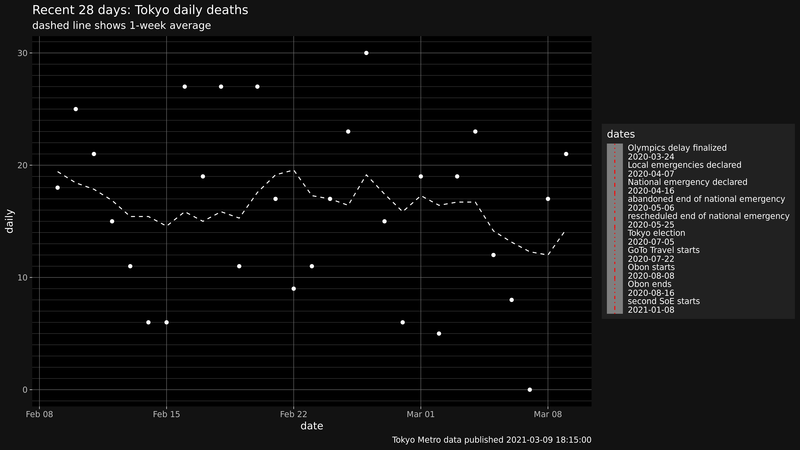 Recent 28 days: Tokyo daily deaths
dashed line shows 1-week average
daily
30
20
10
0
Feb 08
Feb 15
Feb 22
Mar 01
Mar 08
date
Tokyo Metro data published 2021-03-09 18:15:00
dates
Olympics delay finalized
2020-03-24
Local emergencies declared
2020-04-07
National emergency declared
2020-04-16
abandoned end of national emergency
2020-05-06
rescheduled end of national emergency
2020-05-25
Tokyo election
2020-07-05
GoTo Travel starts
2020-07-22
Obon starts
2020-08-08
Obon ends
2020-08-16
second SoE starts
2021-01-08